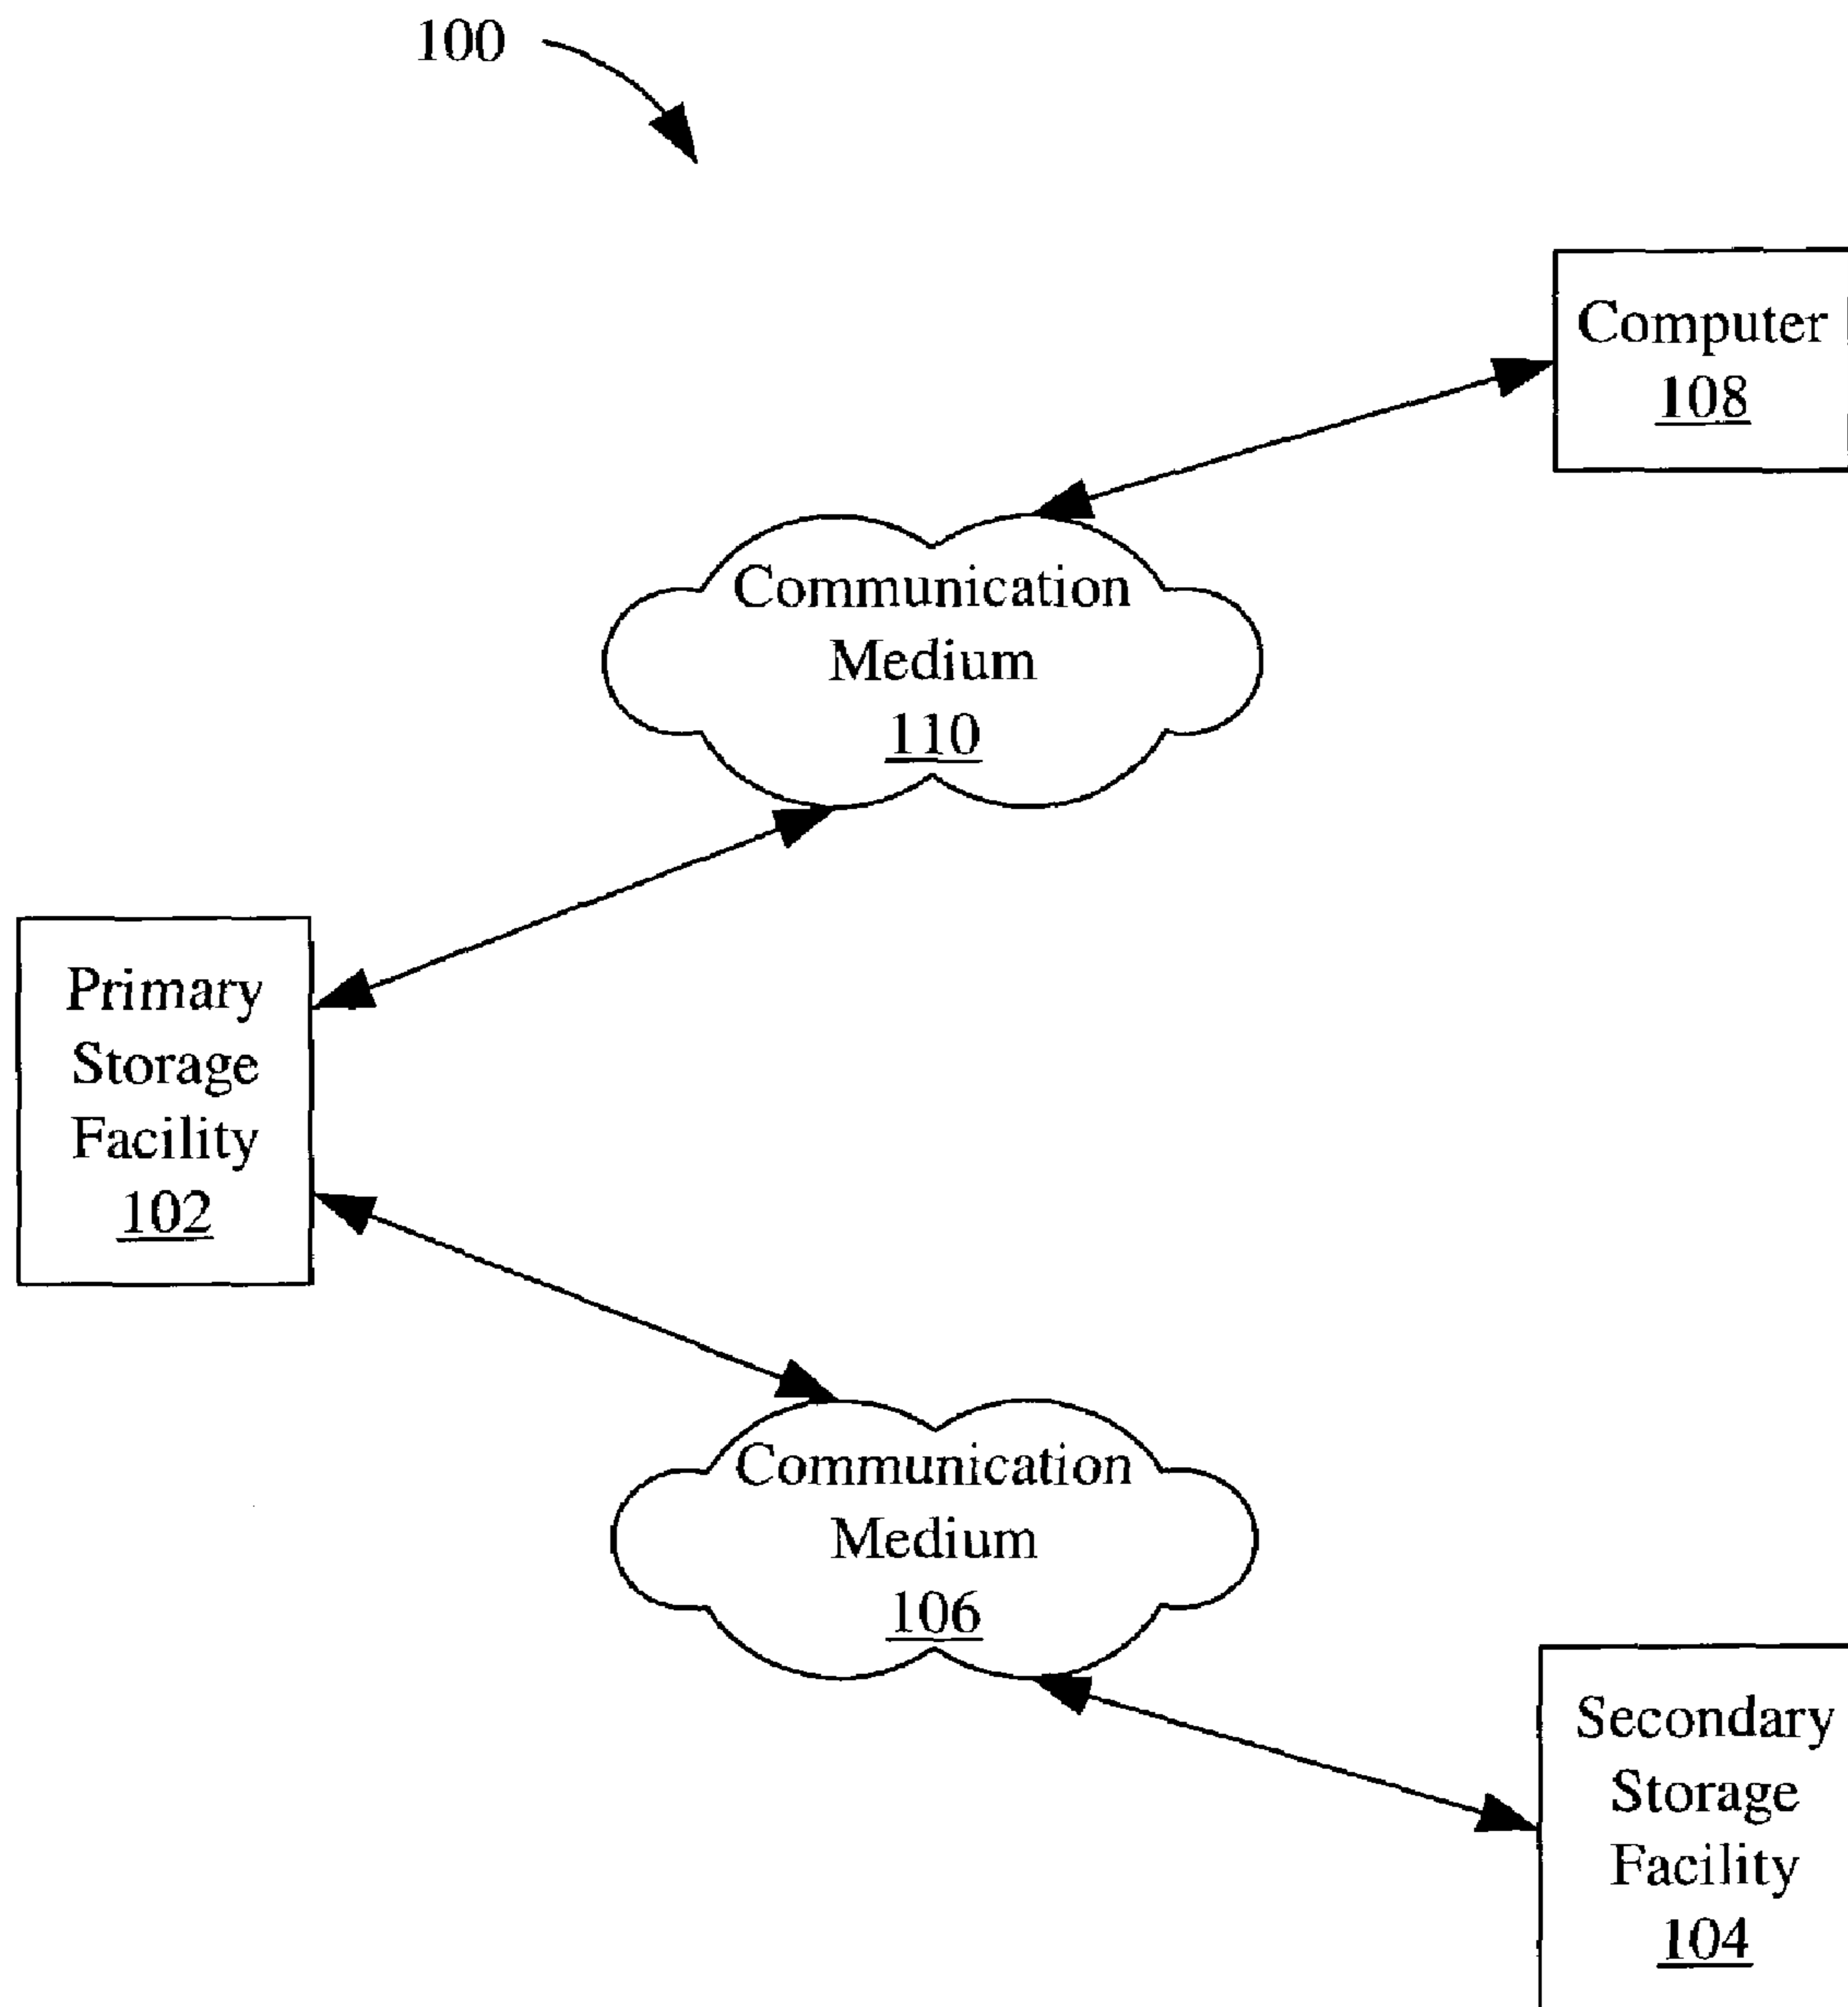 100
Computer
108
Communication
Medium
110
Primary
Storage
Facility
102
Communication
Medium
106
Secondary
Storage
Facility
104